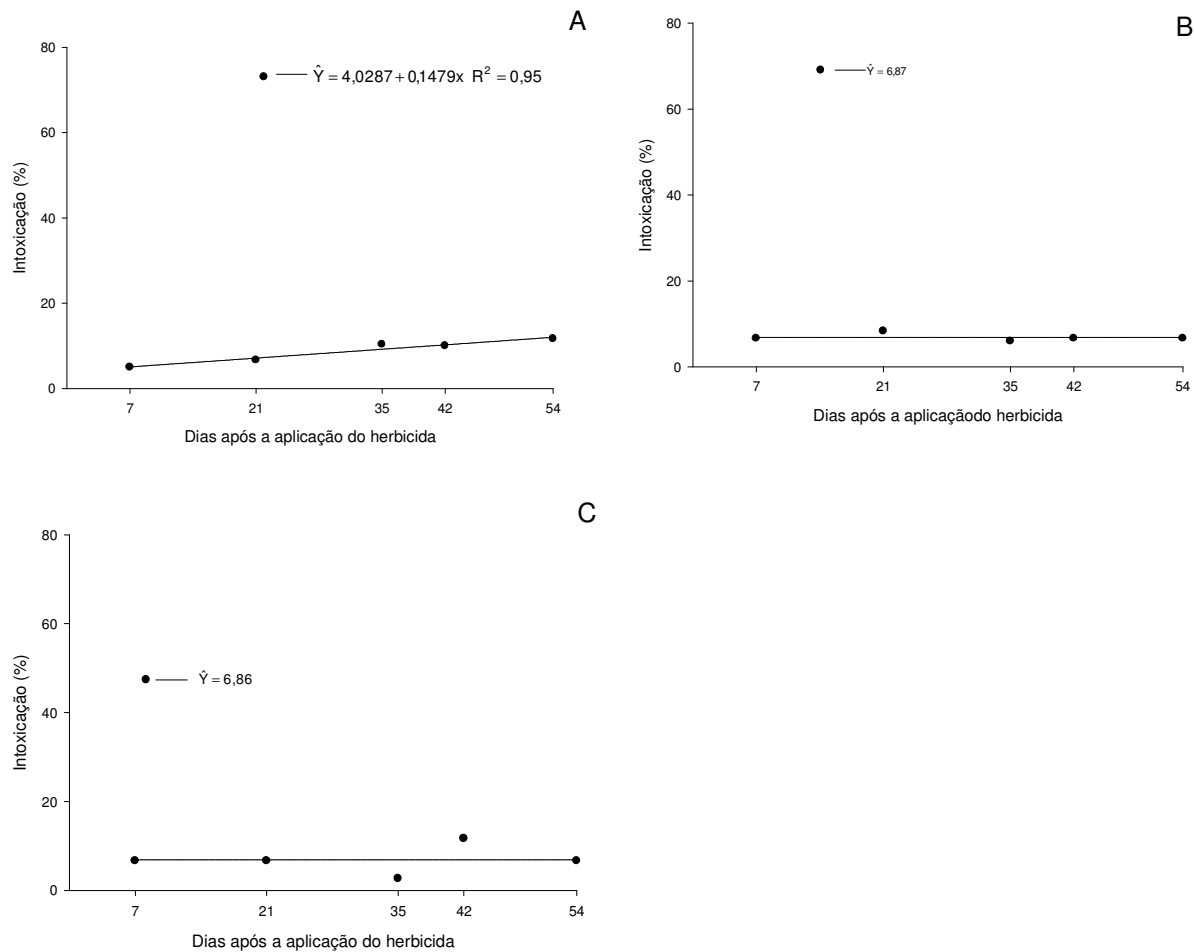 A
80
60
40
20
0
Intoxicação (%)
Ŷ = 4,0287+0,1479x R² = 0,95
7 21 35 42 54
Dias após a aplicação do herbicida
B
80
60
40
20
0
Intoxicação (%)
Ŷ = 6,87
7 21 35 42 54
Dias após a aplicaçãodo herbicida
C
80
60
40
20
0
Intoxicação (%)
Ŷ = 6,86
7 21 35 42 54
Dias após a aplicação do herbicida